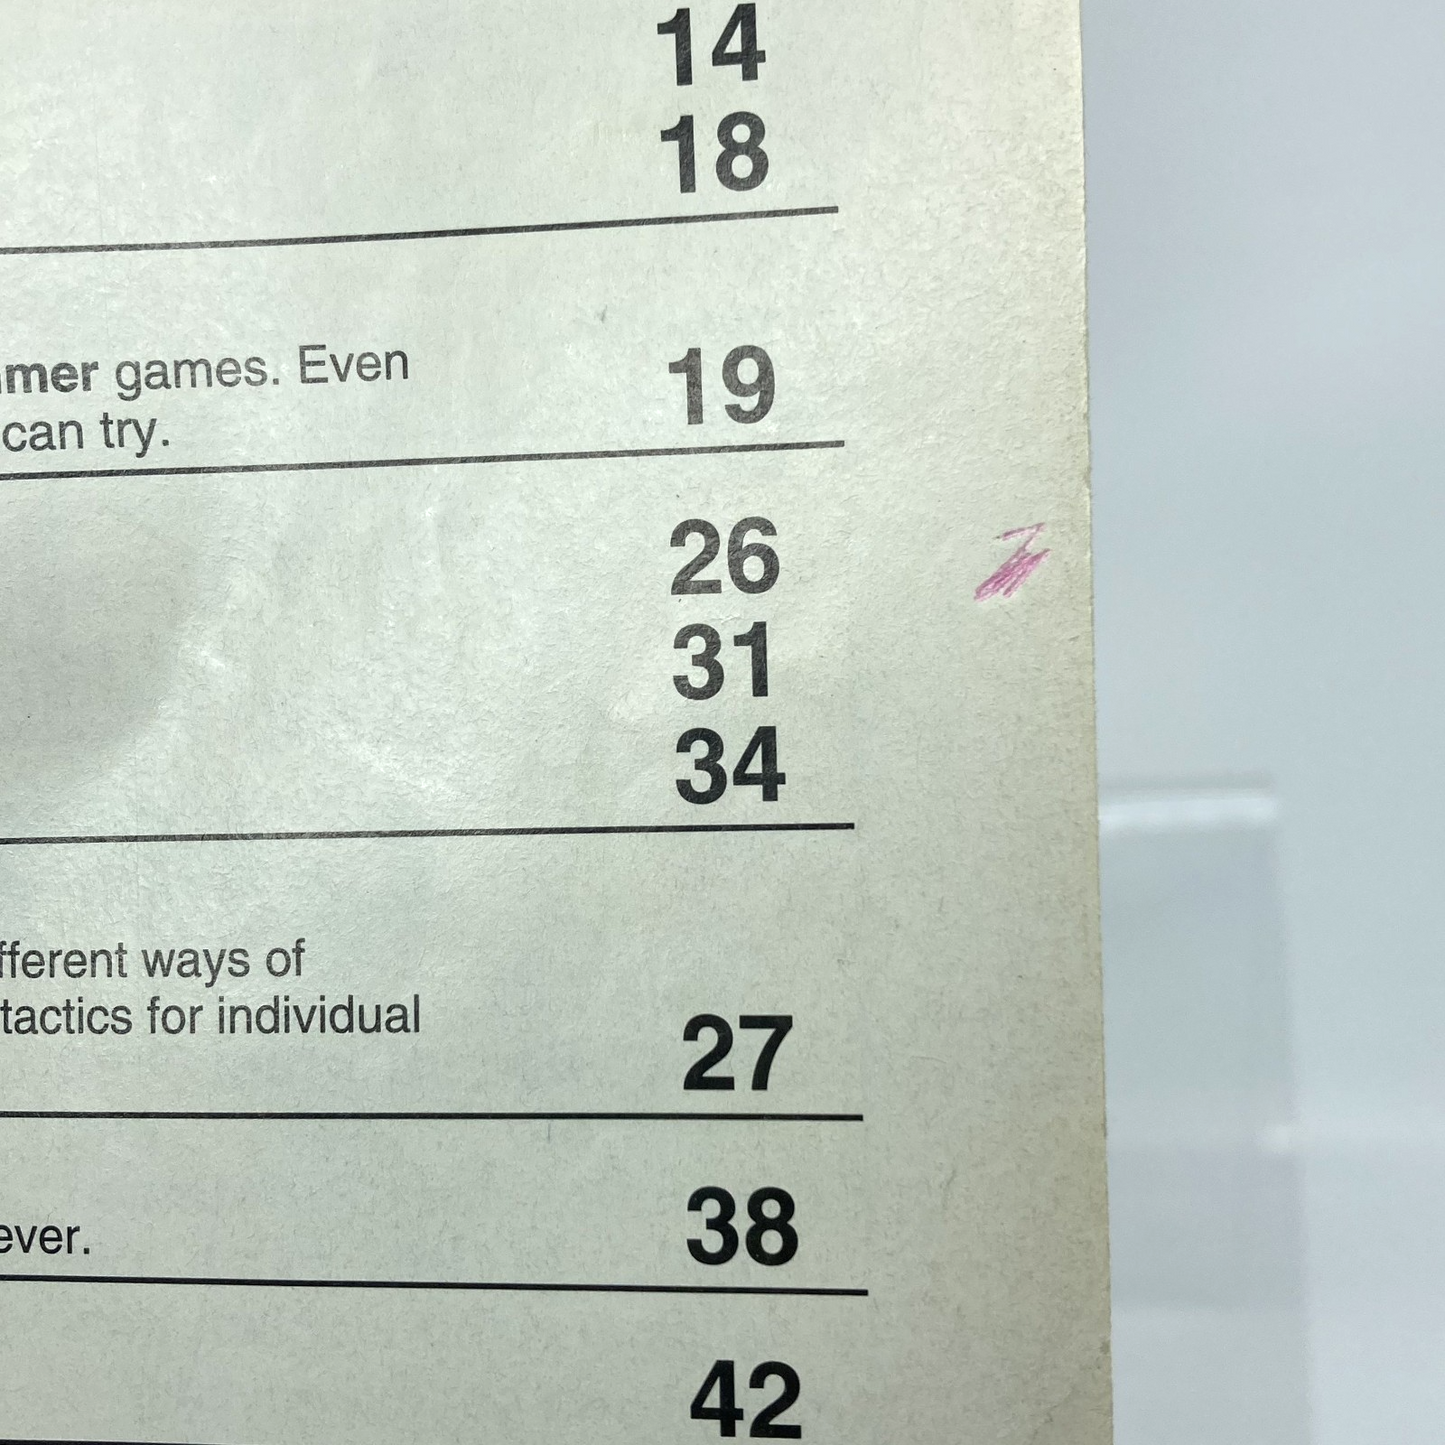 14
18
mer games. Even 19
can try.
26
31
34
fferent ways of
tactics for individual
27
ever. 38
42